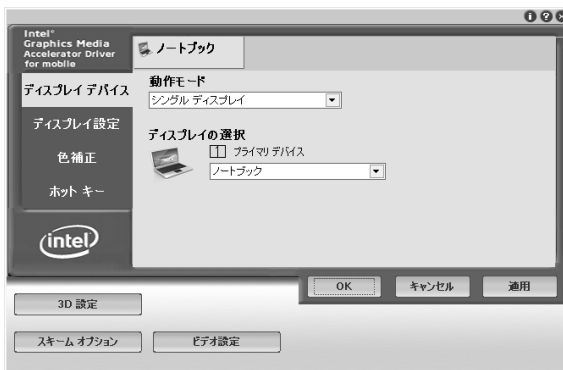 Intel®
Graphics Media
Accelerator Driver
for mobile
ノートブック
ディスプレイ デバイス
ディスプレイ設定
色補正
ホット キー
intel
動作モード
シングル ディスプレイ
ディスプレイの選択
1 プライマリ デバイス
ノートブック
OK
キャンセル
適用
3D 設定
スキーム オプション
ビデオ設定